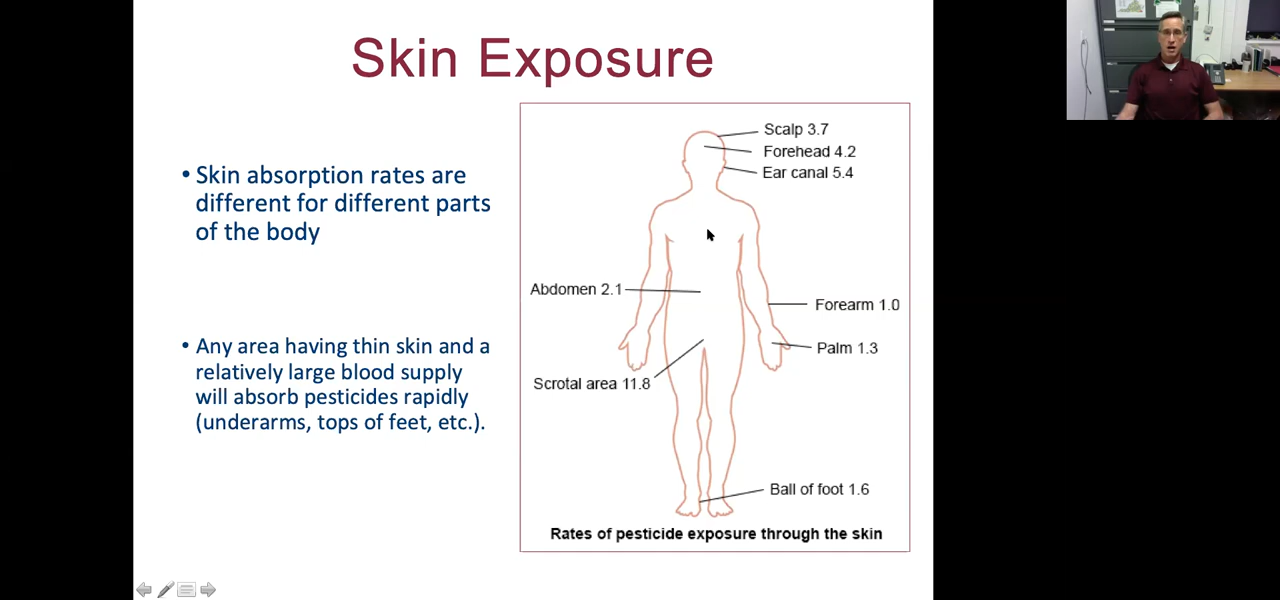 Skin Exposure
• Skin absorption rates are
different for different parts
of the body
• Any area having thin skin and a
relatively large blood supply
will absorb pesticides rapidly
(underarms, tops of feet, etc.).
Scalp 3.7
Forehead 4.2
Ear canal 5.4
Abdomen 2.1
Forearm 1.0
Palm 1.3
Scrotal area 11.8
Ball of foot 1.6
Rates of pesticide exposure through the skin